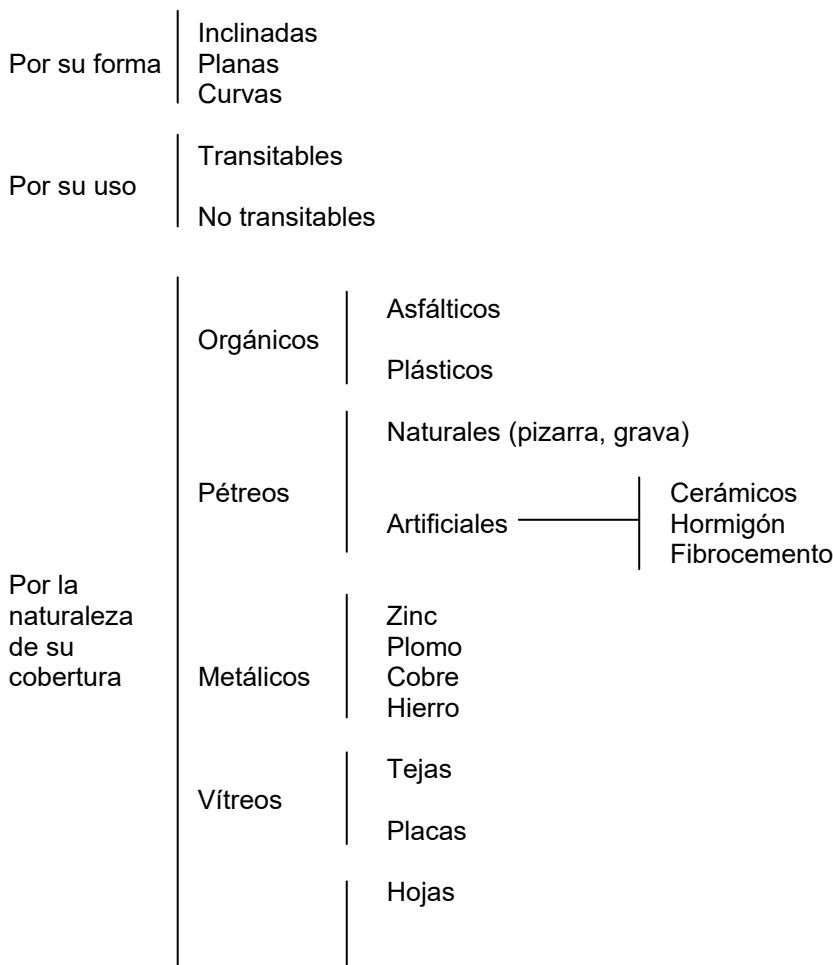 Por su forma
Inclinadas
Planas
Curvas
Por su uso
Transitables
No transitables
Por la
naturaleza
de su
cobertura
Orgánicos
Asfálticos
Plásticos
Pétreos
Naturales (pizarra, grava)
Artificiales
Cerámicos
Hormigón
Fibrocemento
Metálicos
Zinc
Plomo
Cobre
Hierro
Vítreos
Tejas
Placas
Hojas